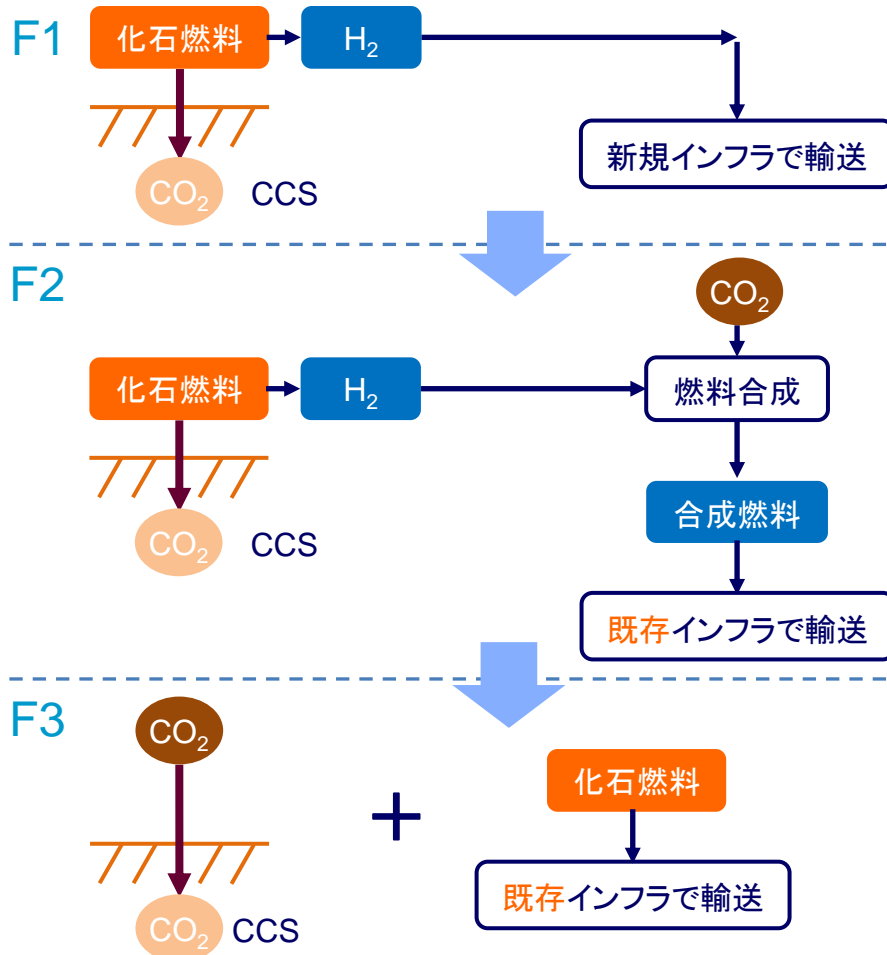 F1
化石燃料
H₂
新規インフラで輸送
CO₂
CCS
F2
CO₂
化石燃料
H₂
燃料合成
合成燃料
CO₂
CCS
既存インフラで輸送
F3
CO₂
+
化石燃料
既存インフラで輸送
CO₂
CCS